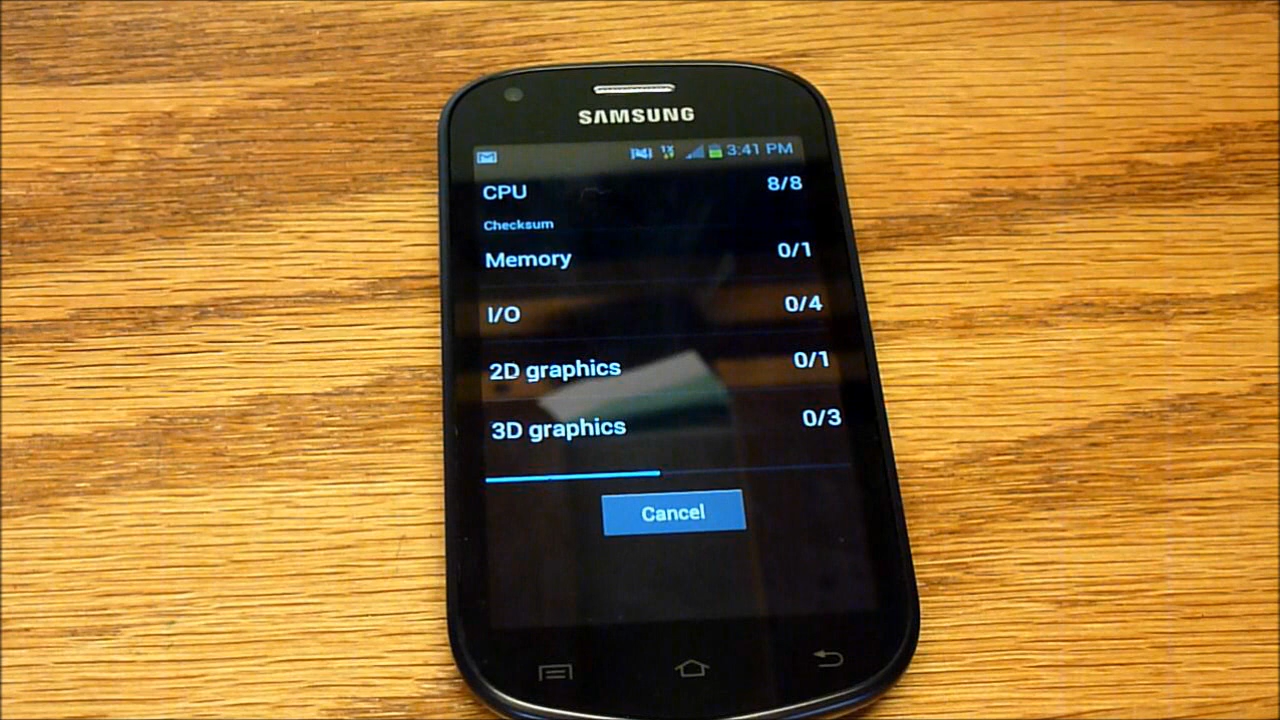 SAMSUNG
1X 3:41 PM
CPU 8/8
Checksum
Memory 0/1
I/O 0/4
2D graphics 0/1
3D graphics 0/3
Cancel